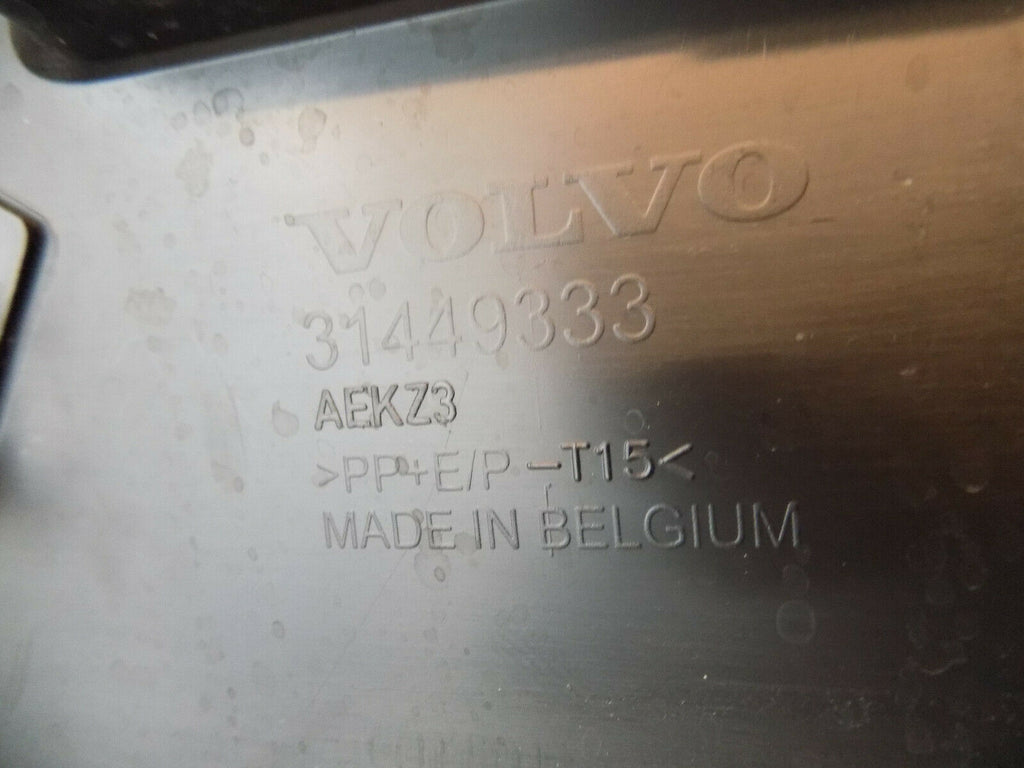 VOLVO
31449333
AEKZ3
>PP+E/P-T15<
MADE IN BELGIUM